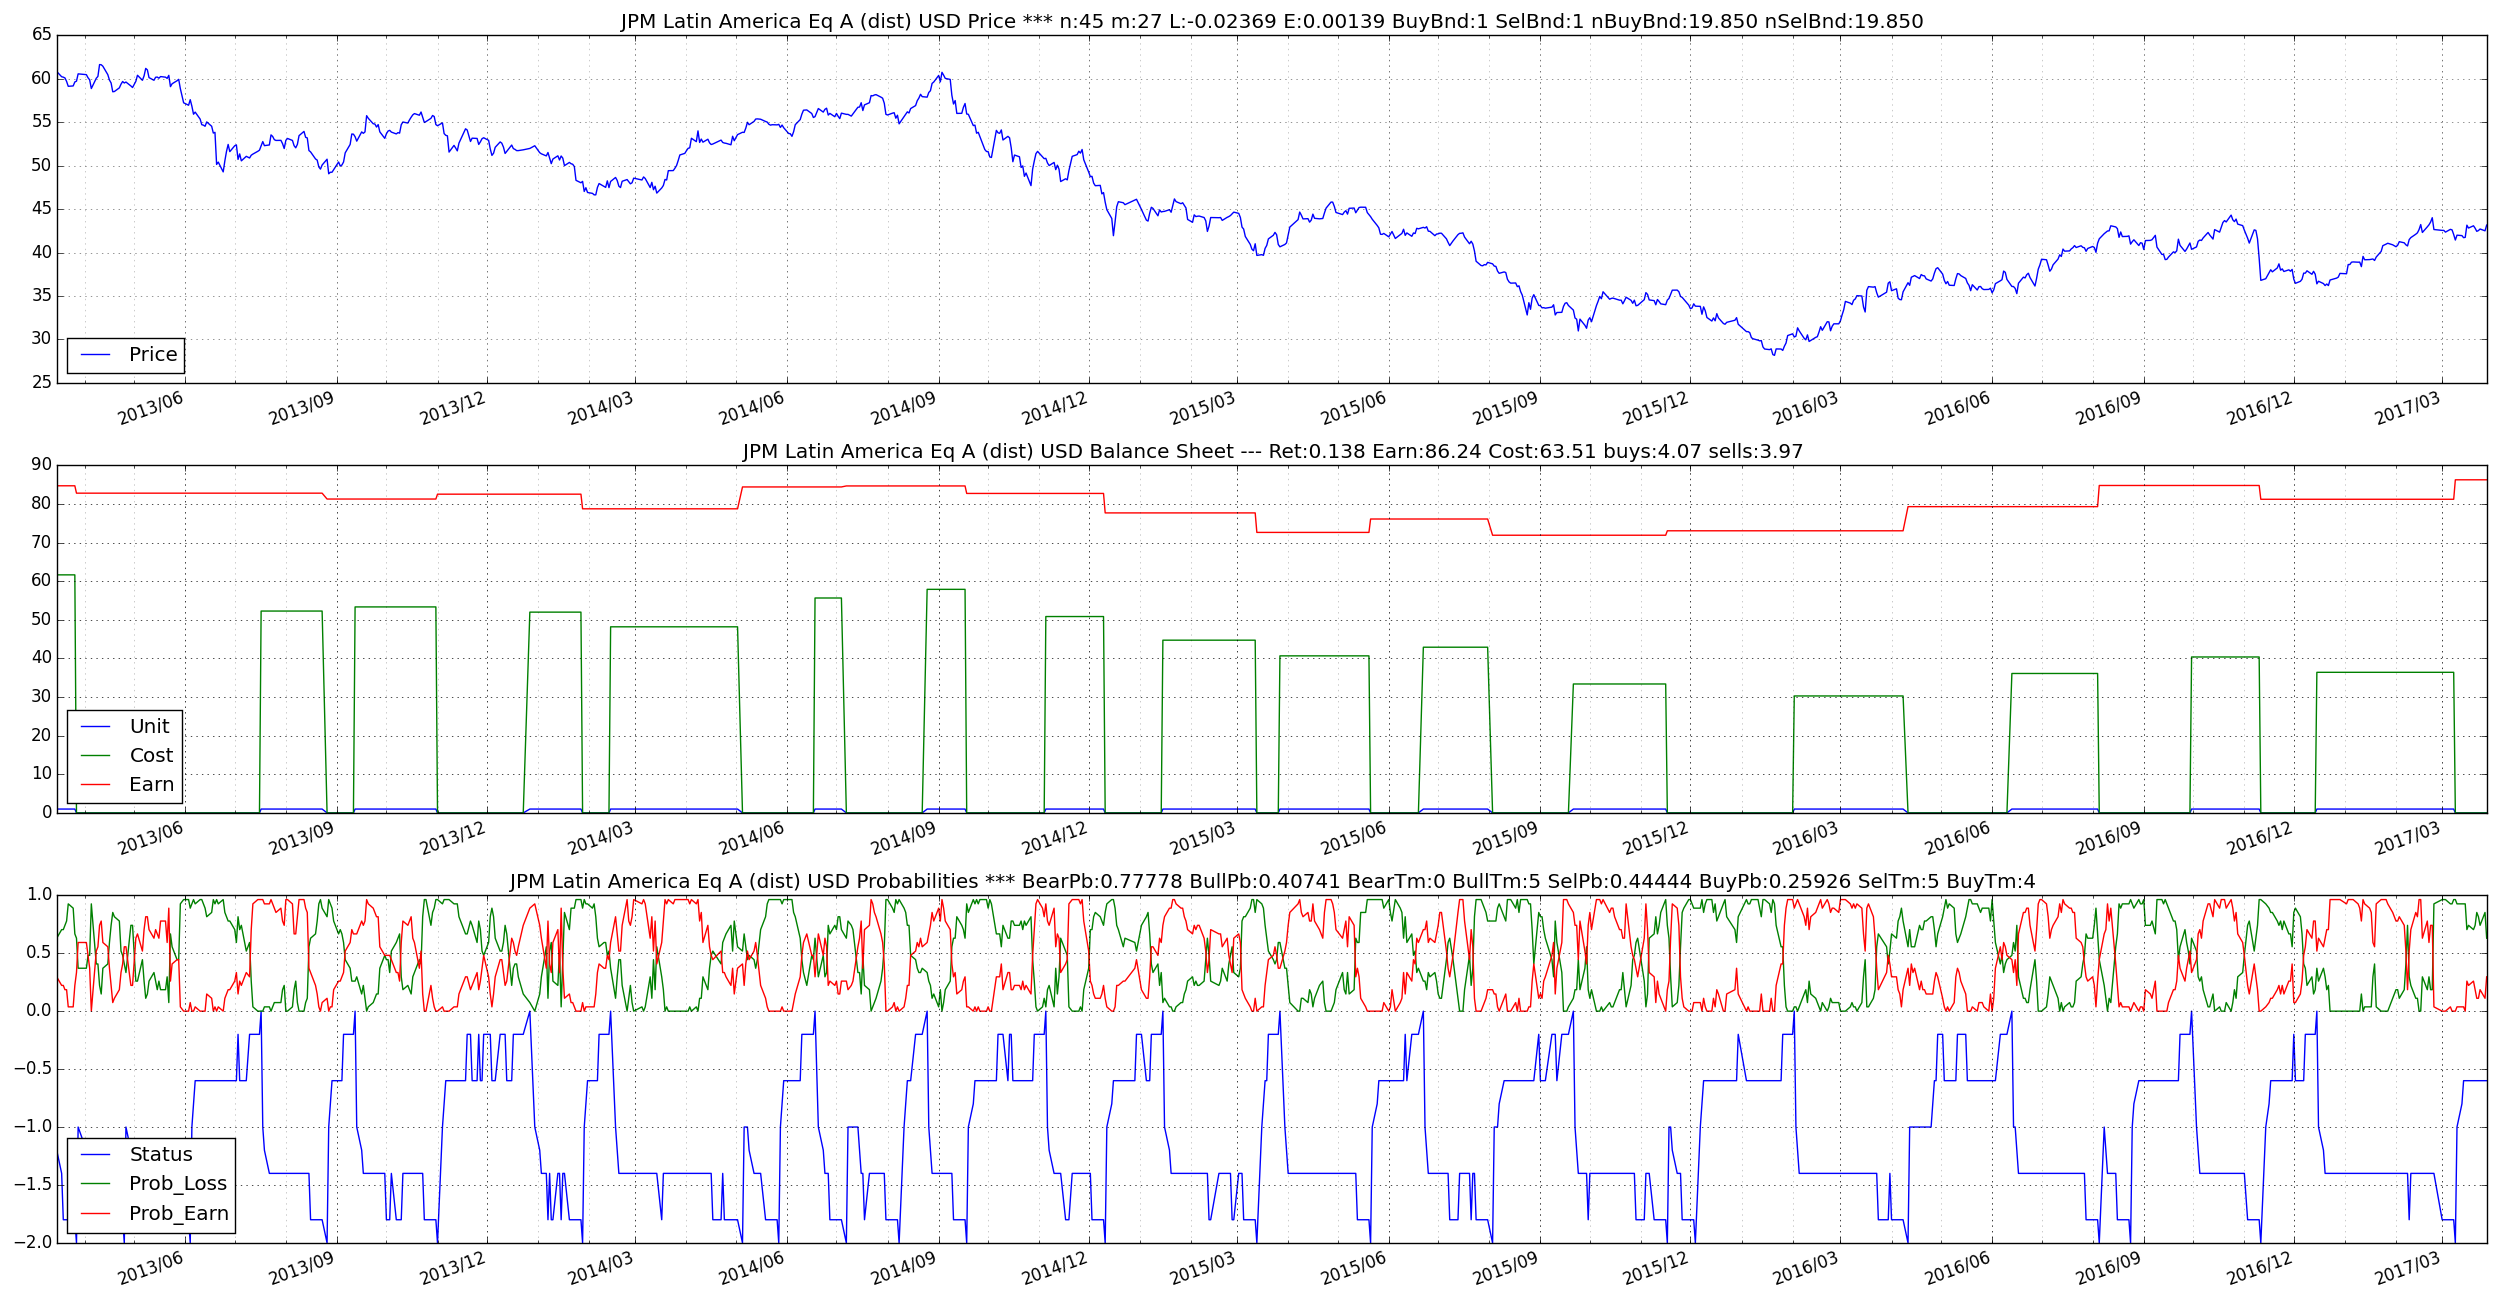 JPM Latin America Eq A (dist) USD Price *** n:45 m:27 L:-0.02369 E:0.00139 BuyBnd:1 SelBnd:1 nBuyBnd:19.850 nSelBnd:19.850
65
60
55
50
45
40
35
30
25
Price
2013/06 2013/09 2013/12 2014/03 2014/06 2014/09 2014/12 2015/03 2015/06 2015/09 2015/12 2016/03 2016/06 2016/09 2016/12 2017/03
JPM Latin America Eq A (dist) USD Balance Sheet --- Ret:0.138 Earn:86.24 Cost:63.51 buys:4.07 sells:3.97
90
80
70
60
50
40
30
20
10
0
Unit
Cost
Earn
2013/06 2013/09 2013/12 2014/03 2014/06 2014/09 2014/12 2015/03 2015/06 2015/09 2015/12 2016/03 2016/06 2016/09 2016/12 2017/03
JPM Latin America Eq A (dist) USD Probabilities *** BearPb:0.77778 BullPb:0.40741 BearTm:0 BullTm:5 SelPb:0.44444 BuyPb:0.25926 SelTm:5 BuyTm:4
1.0
0.5
0.0
−0.5
−1.0
−1.5
−2.0
Status
Prob_Loss
Prob_Earn
2013/06 2013/09 2013/12 2014/03 2014/06 2014/09 2014/12 2015/03 2015/06 2015/09 2015/12 2016/03 2016/06 2016/09 2016/12 2017/03